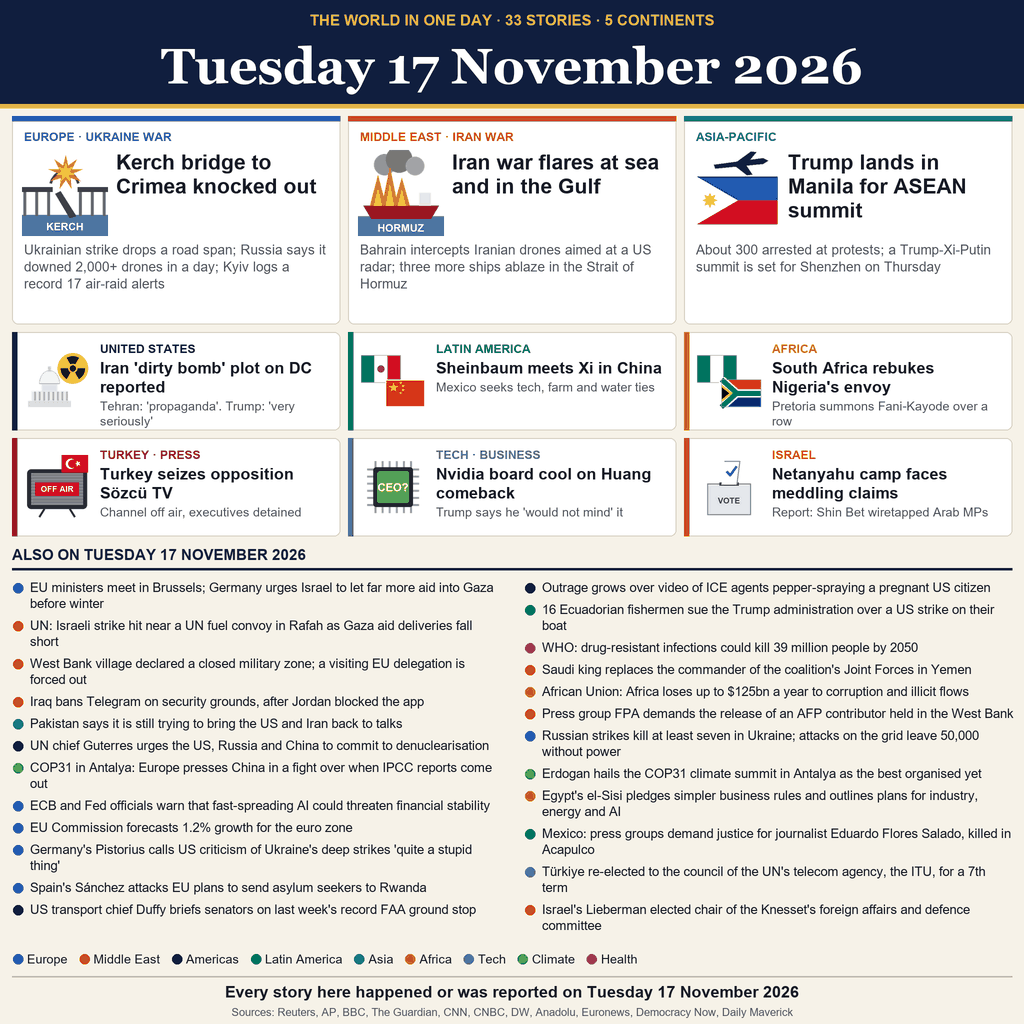 THE WORLD IN ONE DAY · 33 STORIES · 5 CONTINENTS
Tuesday 17 November 2026
EUROPE · UKRAINE WAR
Kerch bridge to
Crimea knocked out
KERCH
Ukrainian strike drops a road span; Russia says it
downed 2,000+ drones in a day; Kyiv logs a
record 17 air-raid alerts
MIDDLE EAST · IRAN WAR
Iran war flares at sea
and in the Gulf
HORMUZ
Bahrain intercepts Iranian drones aimed at a US
radar; three more ships ablaze in the Strait of
Hormuz
ASIA-PACIFIC
Trump lands in
Manila for ASEAN
summit
About 300 arrested at protests; a Trump-Xi-Putin
summit is set for Shenzhen on Thursday
UNITED STATES
Iran 'dirty bomb' plot on DC
reported
Tehran: 'propaganda'. Trump: 'very
seriously'
LATIN AMERICA
Sheinbaum meets Xi in China
Mexico seeks tech, farm and water ties
AFRICA
South Africa rebukes
Nigeria's envoy
Pretoria summons Fani-Kayode over a
row
TURKEY · PRESS
OFF AIR
Turkey seizes opposition
Sözcü TV
Channel off air, executives detained
TECH · BUSINESS
CEO?
Nvidia board cool on Huang
comeback
Trump says he 'would not mind' it
ISRAEL
VOTE
Netanyahu camp faces
meddling claims
Report: Shin Bet wiretapped Arab MPs
ALSO ON TUESDAY 17 NOVEMBER 2026
EU ministers meet in Brussels; Germany urges Israel to let far more aid into Gaza
before winter
UN: Israeli strike hit near a UN fuel convoy in Rafah as Gaza aid deliveries fall
short
West Bank village declared a closed military zone; a visiting EU delegation is
forced out
Iraq bans Telegram on security grounds, after Jordan blocked the app
Pakistan says it is still trying to bring the US and Iran back to talks
UN chief Guterres urges the US, Russia and China to commit to denuclearisation
COP31 in Antalya: Europe presses China in a fight over when IPCC reports come
out
ECB and Fed officials warn that fast-spreading AI could threaten financial stability
EU Commission forecasts 1.2% growth for the euro zone
Germany's Pistorius calls US criticism of Ukraine's deep strikes 'quite a stupid
thing'
Spain's Sánchez attacks EU plans to send asylum seekers to Rwanda
US transport chief Duffy briefs senators on last week's record FAA ground stop
Outrage grows over video of ICE agents pepper-spraying a pregnant US citizen
16 Ecuadorian fishermen sue the Trump administration over a US strike on their
boat
WHO: drug-resistant infections could kill 39 million people by 2050
Saudi king replaces the commander of the coalition's Joint Forces in Yemen
African Union: Africa loses up to $125bn a year to corruption and illicit flows
Press group FPA demands the release of an AFP contributor held in the West Bank
Russian strikes kill at least seven in Ukraine; attacks on the grid leave 50,000
without power
Erdogan hails the COP31 climate summit in Antalya as the best organised yet
Egypt's el-Sisi pledges simpler business rules and outlines plans for industry,
energy and AI
Mexico: press groups demand justice for journalist Eduardo Flores Salado, killed in
Acapulco
Türkiye re-elected to the council of the UN's telecom agency, the ITU, for a 7th
term
Israel's Lieberman elected chair of the Knesset's foreign affairs and defence
committee
Europe Middle East Americas Latin America Asia Africa Tech Climate Health
Every story here happened or was reported on Tuesday 17 November 2026
Sources: Reuters, AP, BBC, The Guardian, CNN, CNBC, DW, Anadolu, Euronews, Democracy Now, Daily Maverick